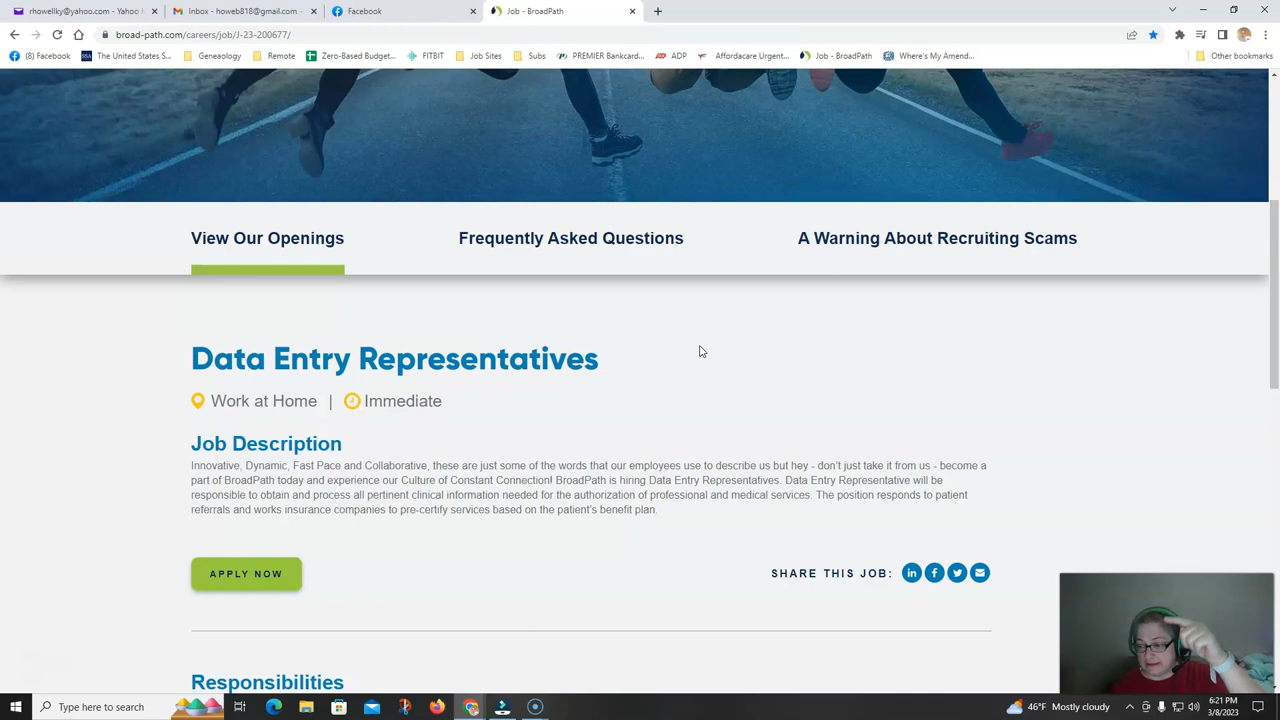 rhowellky@yahoo.com - Yahoo
Inbox - howeb818@gmail.com
Facebook
Job - BroadPath
broad-path.com/careers/job/J-23-200677/
(8) Facebook
The United States S...
Genaeology
Remote
Zero-Based Budget...
FITBIT
Job Sites
Subs
PREMIER Bankcard...
ADP
Affordacare Urgent...
Job - BroadPath
Where's My Amend...
Other bookmarks
View Our Openings
Frequently Asked Questions
A Warning About Recruiting Scams
Data Entry Representatives
Work at Home | Immediate
Job Description
Innovative, Dynamic, Fast Pace and Collaborative, these are just some of the words that our employees use to describe us but hey - don't just take it from us - become a
part of BroadPath today and experience our Culture of Constant Connection! BroadPath is hiring Data Entry Representatives. Data Entry Representative will be
responsible to obtain and process all pertinent clinical information needed for the authorization of professional and medical services. The position responds to patient
referrals and works insurance companies to pre-certify services based on the patient's benefit plan.
APPLY NOW
SHARE THIS JOB:
Responsibilities
Type here to search
46°F Mostly cloudy
6:21 PM
3/8/2023